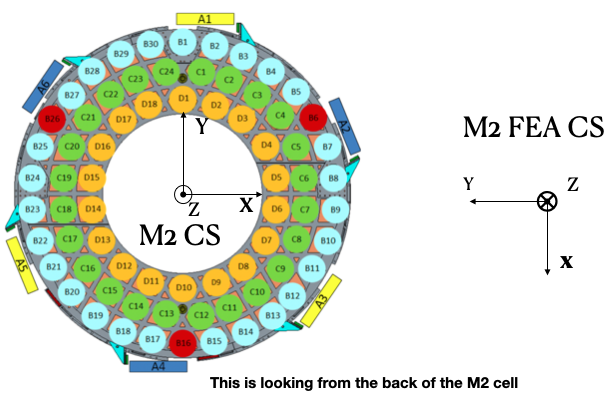 A1
B30 B1 B2
B29 B3
B28 C24 C1 B4
C23 C2
A6 B27 C22 D1 C3 B5
D18 D2
B26 C21 D17 Y D3 C4 B6 A2
B25 C20 D16 D4 C5 B7
B24 C19 D15 D5 C6 B8
X
B23 C18 D14 Z D6 C7 B9
M2 CS
B22 C17 D13 D7 C8 B10
A5 B21 C16 D12 D8 C9 B11
D11 D10 D9
B20 C15 C10 B12 A3
C14 C13 C12 C11
B19 B13
B18 B17 B16 B15 B14
A4
M2 FEA CS
Y Z
X
This is looking from the back of the M2 cell